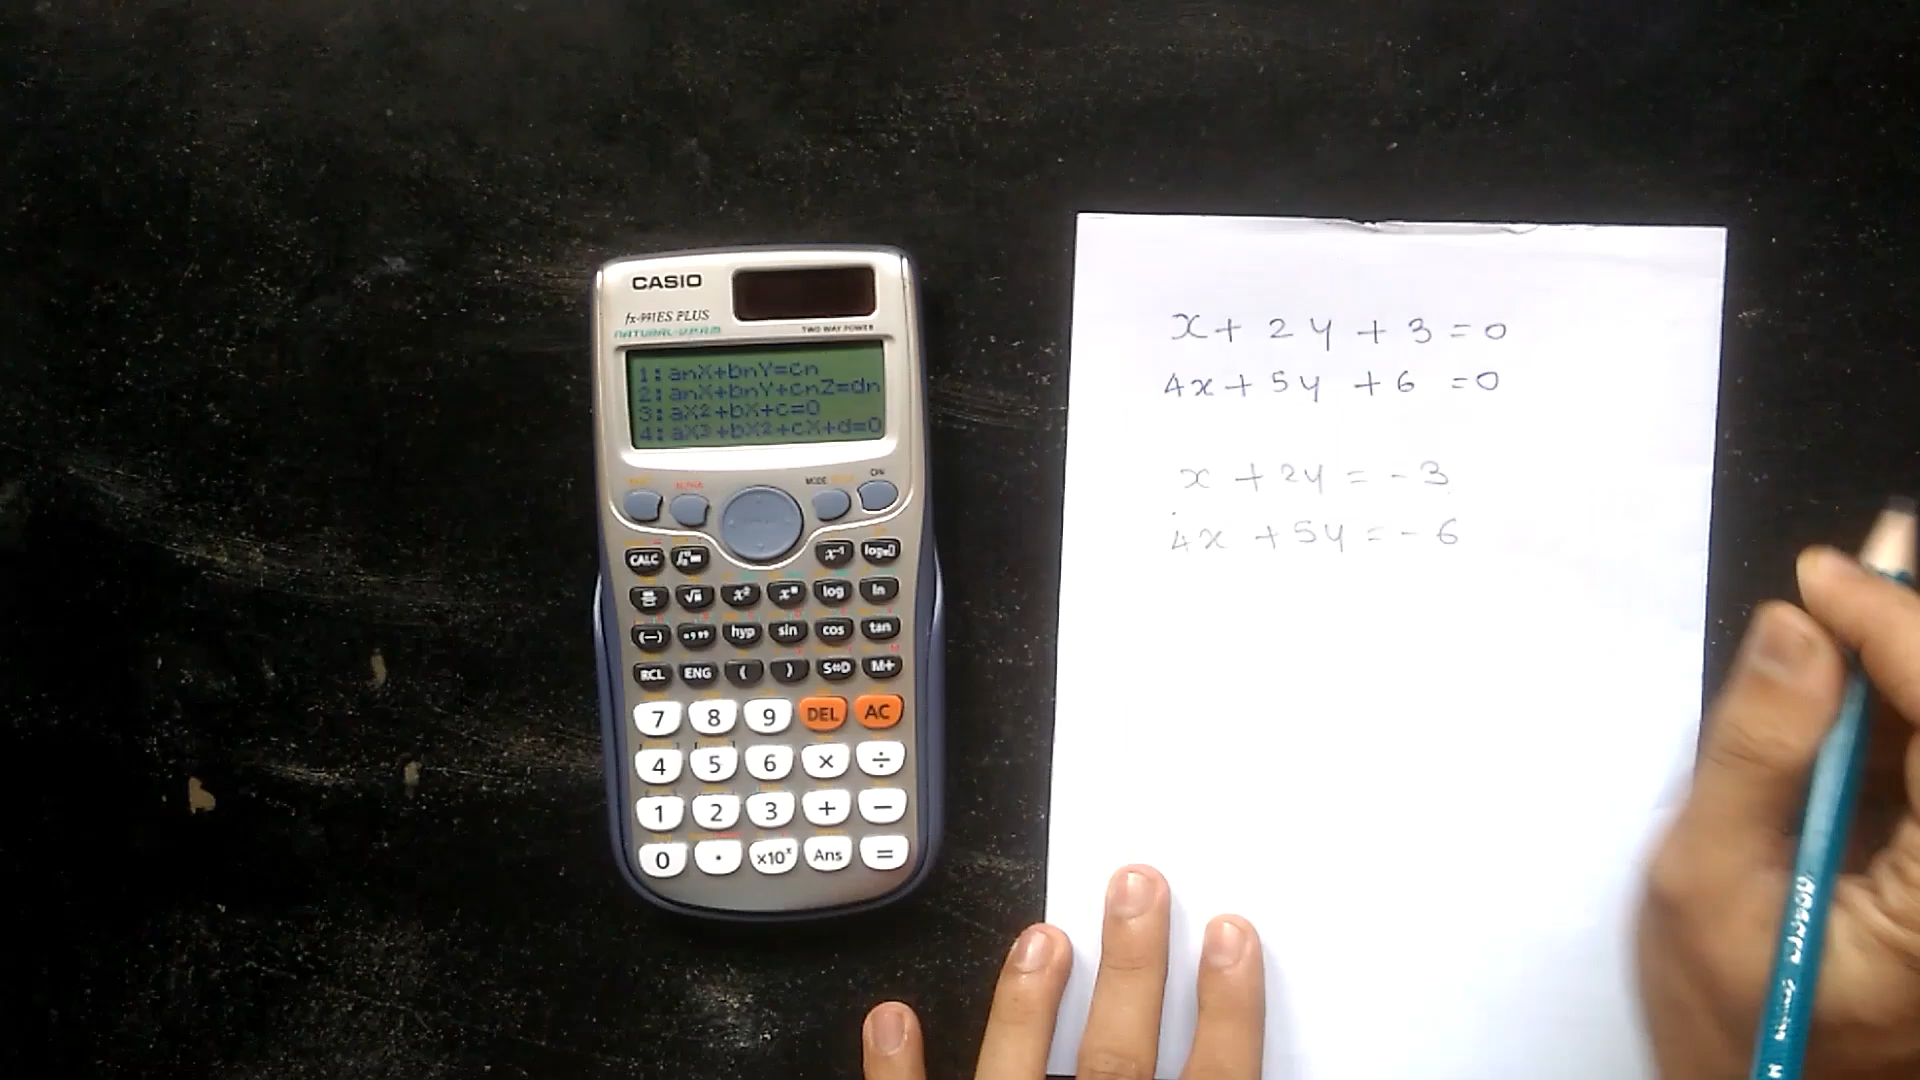 CASIO
fx-991ES PLUS
NATURAL-V.P.A.M.
TWO WAY POWER
1:anX+bnY=cn
2:anX+bnY+cnZ=dn
3:aX²+bX+c=0
4:aX³+bX²+cX+d=0
ALPHA MODE ON
CALC x⁻¹ log
√ x² log ln
(−) hyp sin cos tan
RCL ENG ( ) S⇔D M+
7 8 9 DEL AC
4 5 6 × ÷
1 2 3 + −
0 . ×10ˣ Ans =
x + 2y + 3 = 0
4x + 5y + 6 = 0
x + 2y = - 3
4x + 5y = - 6